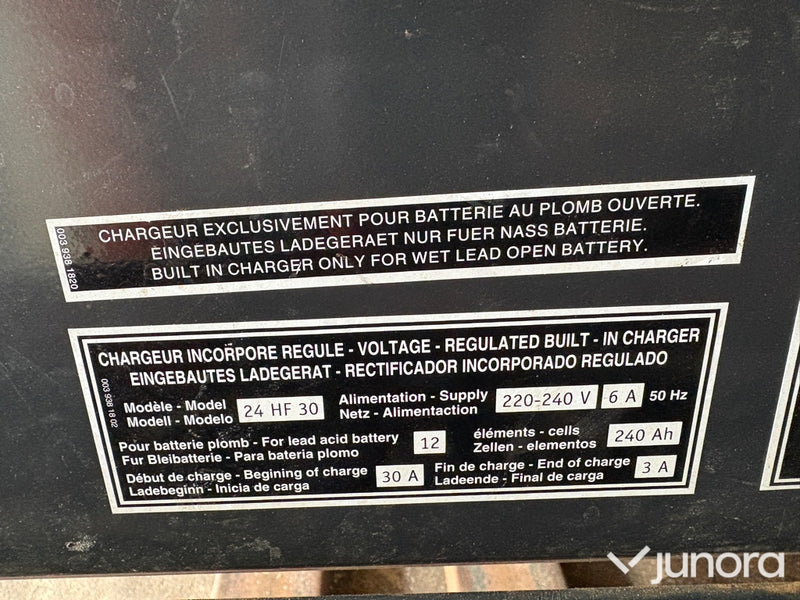 CHARGEUR EXCLUSIVEMENT POUR BATTERIE AU PLOMB OUVERTE.
EINGEBAUTES LADEGERAET NUR FUER NASS BATTERIE.
BUILT IN CHARGER ONLY FOR WET LEAD OPEN BATTERY.
003 938 1820
CHARGEUR INCORPORE REGULE - VOLTAGE - REGULATED BUILT - IN CHARGER
EINGEBAUTES LADEGERAT - RECTIFICADOR INCORPORADO REGULADO
003 938 18 02
Modèle - Model
Modell - Modelo
24 HF 30
Alimentation - Supply
Netz - Alimentaction
220-240 V
6 A
50 Hz
Pour batterie plomb - For lead acid battery
Fur Bleibatterie - Para bateria plomo
12
éléments - cells
Zellen - elementos
240 Ah
Début de charge - Begining of charge
Ladebeginn - Inicia de carga
30 A
Fin de charge - End of charge
Ladeende - Final de carga
3 A
junora